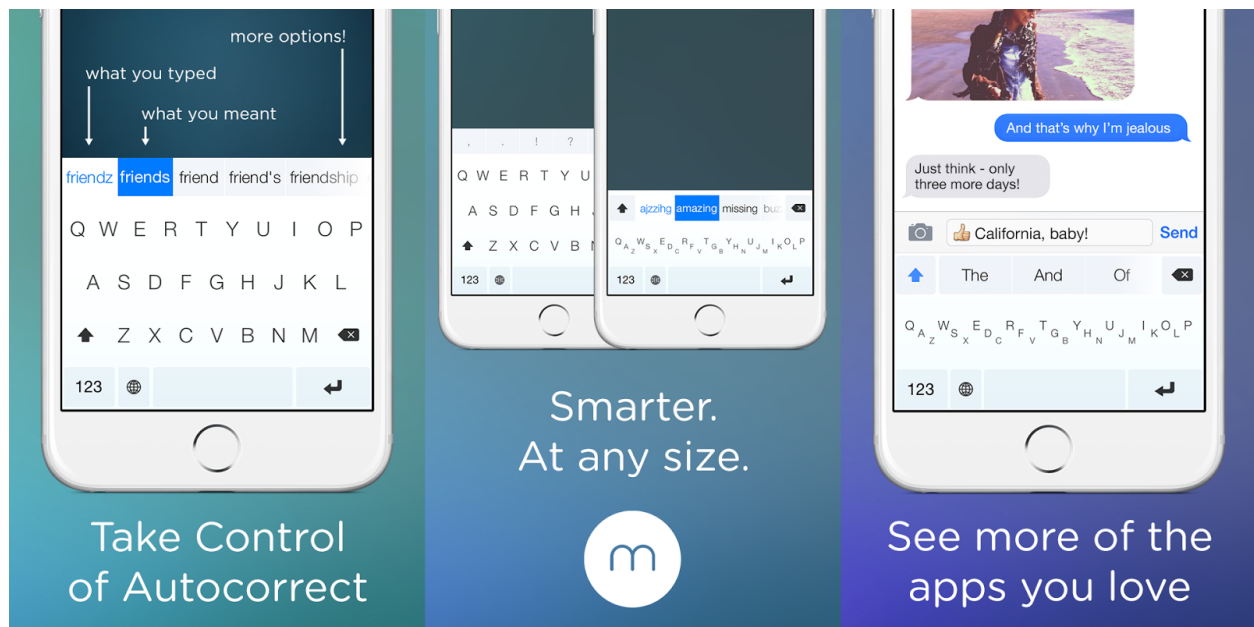 more options!
what you typed
what you meant
friendz friends friend friend's friendship
Q W E R T Y U I O P
A S D F G H J K L
Z X C V B N M
123
Take Control
of Autocorrect
, . ! ?
Q W E R T Y U
A S D F G H
Z X C V B
123
ajzzihg amazing missing
Q A Z W S X E D C R F V T G B Y H N U J M I K O L P
123
Smarter.
At any size.
m
And that's why I'm jealous
Just think - only
three more days!
California, baby! Send
The And Of
Q A Z W S X E D C R F V T G B Y H N U J M I K O L P
123
See more of the
apps you love